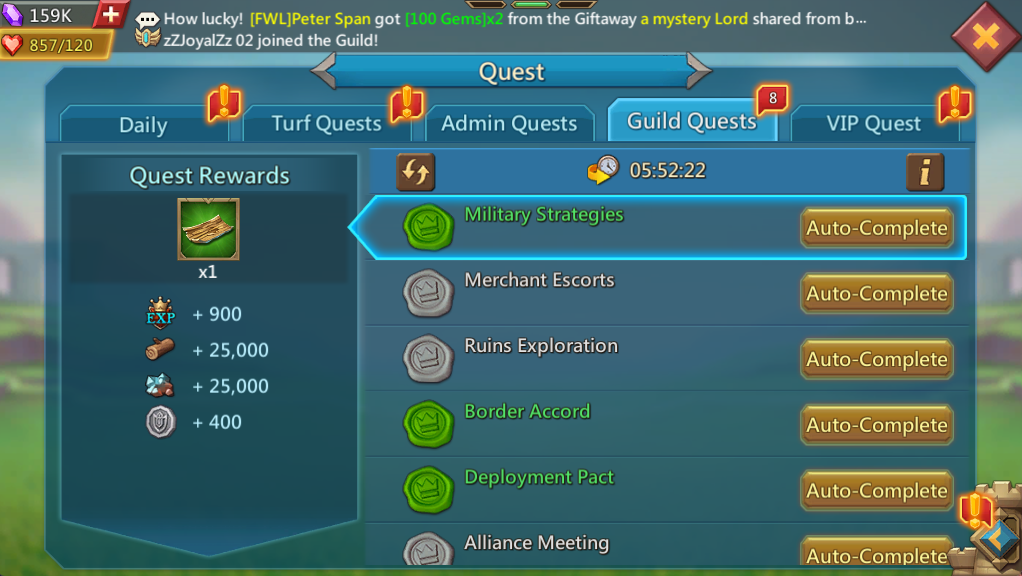 159K
857/120
How lucky! [FWL]Peter Span got [100 Gems]x2 from the Giftaway a mystery Lord shared from b...
zZJoyalZz 02 joined the Guild!
Quest
Daily
Turf Quests
Admin Quests
Guild Quests
8
VIP Quest
Quest Rewards
x1
EXP + 900
+ 25,000
+ 25,000
+ 400
05:52:22
i
Military Strategies
Auto-Complete
Merchant Escorts
Auto-Complete
Ruins Exploration
Auto-Complete
Border Accord
Auto-Complete
Deployment Pact
Auto-Complete
Alliance Meeting
Auto-Complete